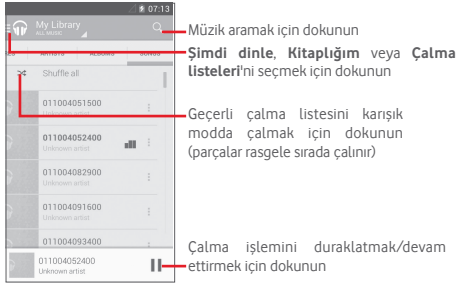 07:13
My Library
ALL MUSIC
ARTISTS ALBUMS SONGS
Shuffle all
011004051500
Unknown artist
011004052400
Unknown artist
011004082900
Unknown artist
011004091600
Unknown artist
011004093400
011004052400
Unknown artist
Müzik aramak için dokunun
Şimdi dinle, Kitaplığım veya Çalma
listeleri'ni seçmek için dokunun
Geçerli çalma listesini karışık
modda çalmak için dokunun
(parçalar rasgele sırada çalınır)
Çalma işlemini duraklatmak/devam
ettirmek için dokunun